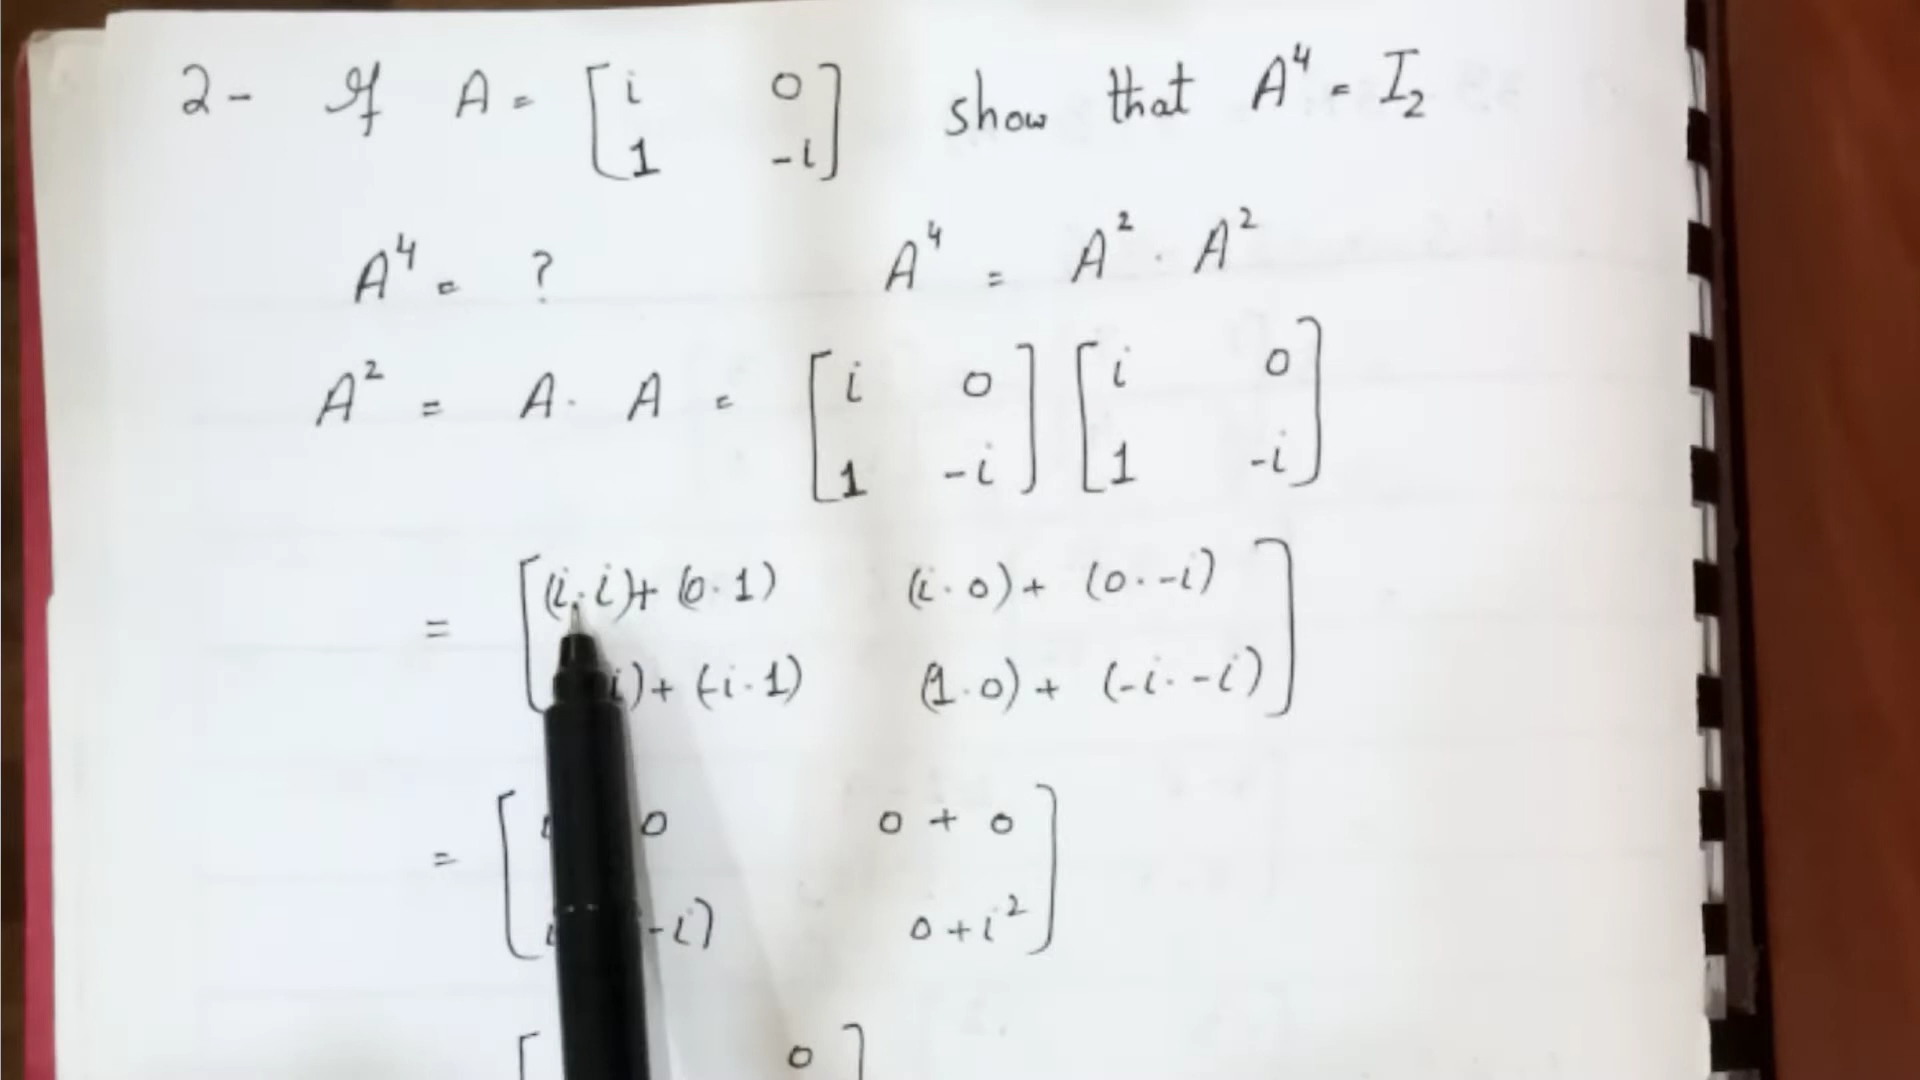 2- If A = [ i 0 ] show that A⁴ = I₂
[ 1 -i ]
A⁴ = ? A⁴ = A² . A²
A² = A . A = [ i 0 ] [ i 0 ]
[ 1 -i ] [ 1 -i ]
= [ (i.i)+ (0.1) (i.0)+ (0.-i) ]
i)+ (-i.1) (1.0)+ (-i.-i) ]
= [ 0 0 + 0 ]
-i) 0+i² ]
[ 0 ]